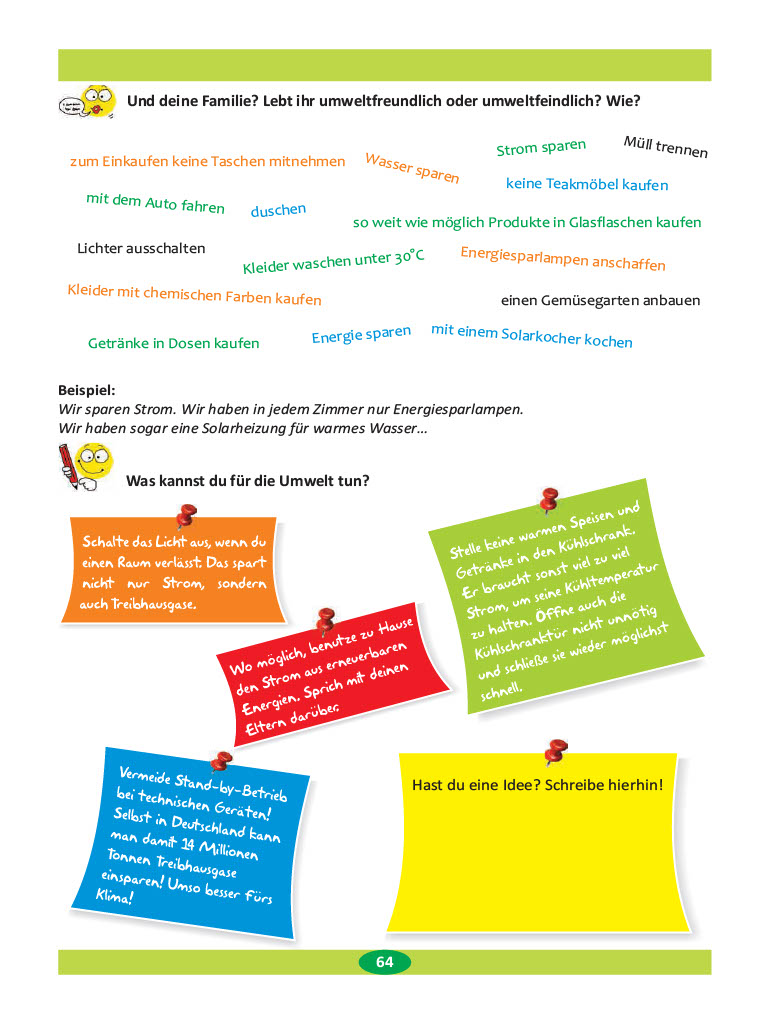 Und deine Familie? Lebt ihr umweltfreundlich oder umweltfeindlich? Wie?
zum Einkaufen keine Taschen mitnehmen
Wasser sparen
Strom sparen
Müll trennen
keine Teakmöbel kaufen
mit dem Auto fahren
duschen
so weit wie möglich Produkte in Glasflaschen kaufen
Lichter ausschalten
Kleider waschen unter 30°C
Energiesparlampen anschaffen
Kleider mit chemischen Farben kaufen
einen Gemüsegarten anbauen
Getränke in Dosen kaufen
Energie sparen
mit einem Solarkocher kochen
Beispiel:
Wir sparen Strom. Wir haben in jedem Zimmer nur Energiesparlampen.
Wir haben sogar eine Solarheizung für warmes Wasser...
Was kannst du für die Umwelt tun?
Schalte das Licht aus, wenn du
einen Raum verlässt. Das spart
nicht nur Strom, sondern
auch Treibhausgase.
Stelle keine warmen Speisen und
Getränke in den Kühlschrank.
Er braucht sonst viel zu viel
Strom, um seine Kühltemperatur
zu halten. Öffne auch die
Kühlschranktür nicht unnötig
und schließe sie wieder möglichst
schnell.
Wo möglich, benutze zu Hause
den Strom aus erneuerbaren
Energien. Sprich mit deinen
Eltern darüber.
Vermeide Stand-by-Betrieb
bei technischen Geräten!
Selbst in Deutschland kann
man damit 14 Millionen
Tonnen Treibhausgase
einsparen! Umso besser fürs
Klima!
Hast du eine Idee? Schreibe hierhin!
64